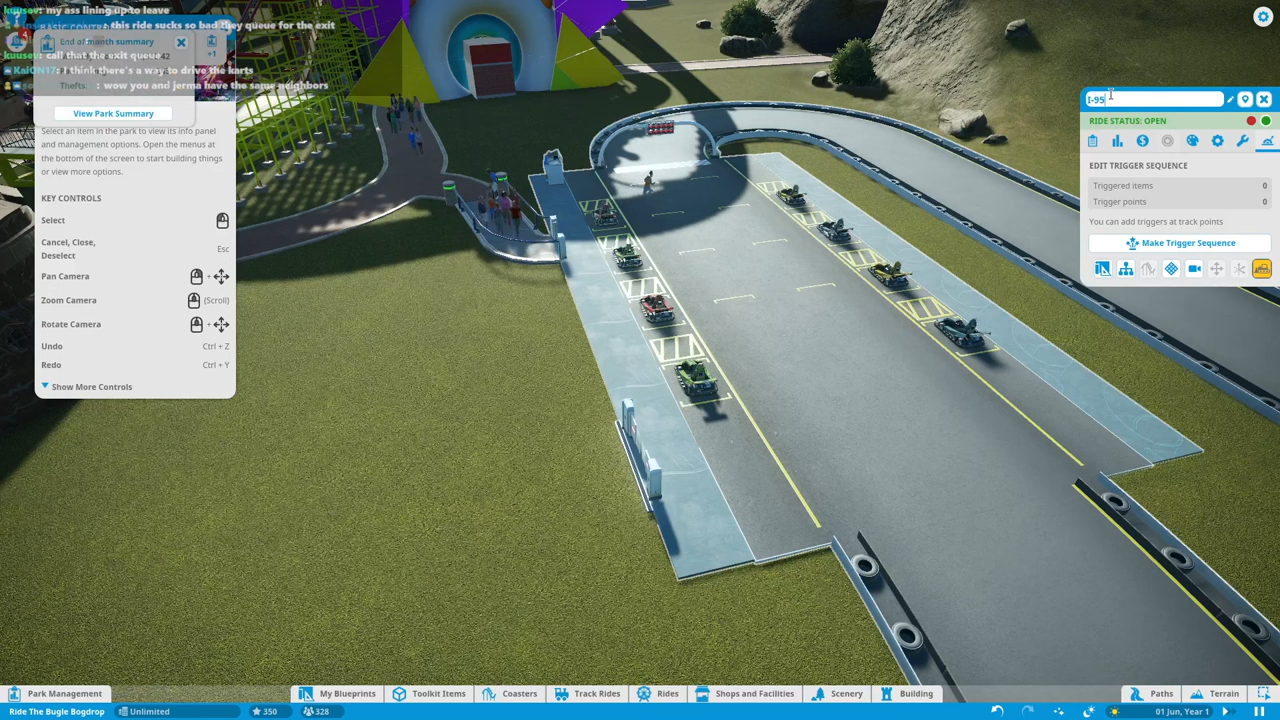 kuusev: my ass lining up to leave
: this ride sucks so bad they queue for the exit
End of month summary
+1
kuusev: call that the exit queue
KaiON17: I think there's a way to drive the karts
Thefts
: wow you and jerma have the same neighbors
View Park Summary
Select an item in the park to view its info panel
and management options. Open the menus at
the bottom of the screen to start building things
or view more options.
KEY CONTROLS
Select
Cancel, Close,
Deselect
Esc
Pan Camera
+
Zoom Camera
(Scroll)
Rotate Camera
+
Undo
Ctrl + Z
Redo
Ctrl + Y
Show More Controls
I-95
RIDE STATUS: OPEN
EDIT TRIGGER SEQUENCE
Triggered items 0
Trigger points 0
You can add triggers at track points
Make Trigger Sequence
Park Management
My Blueprints
Toolkit Items
Coasters
Track Rides
Rides
Shops and Facilities
Scenery
Building
Paths
Terrain
Ride The Bugle Bogdrop
Unlimited
350
328
01 Jun, Year 1